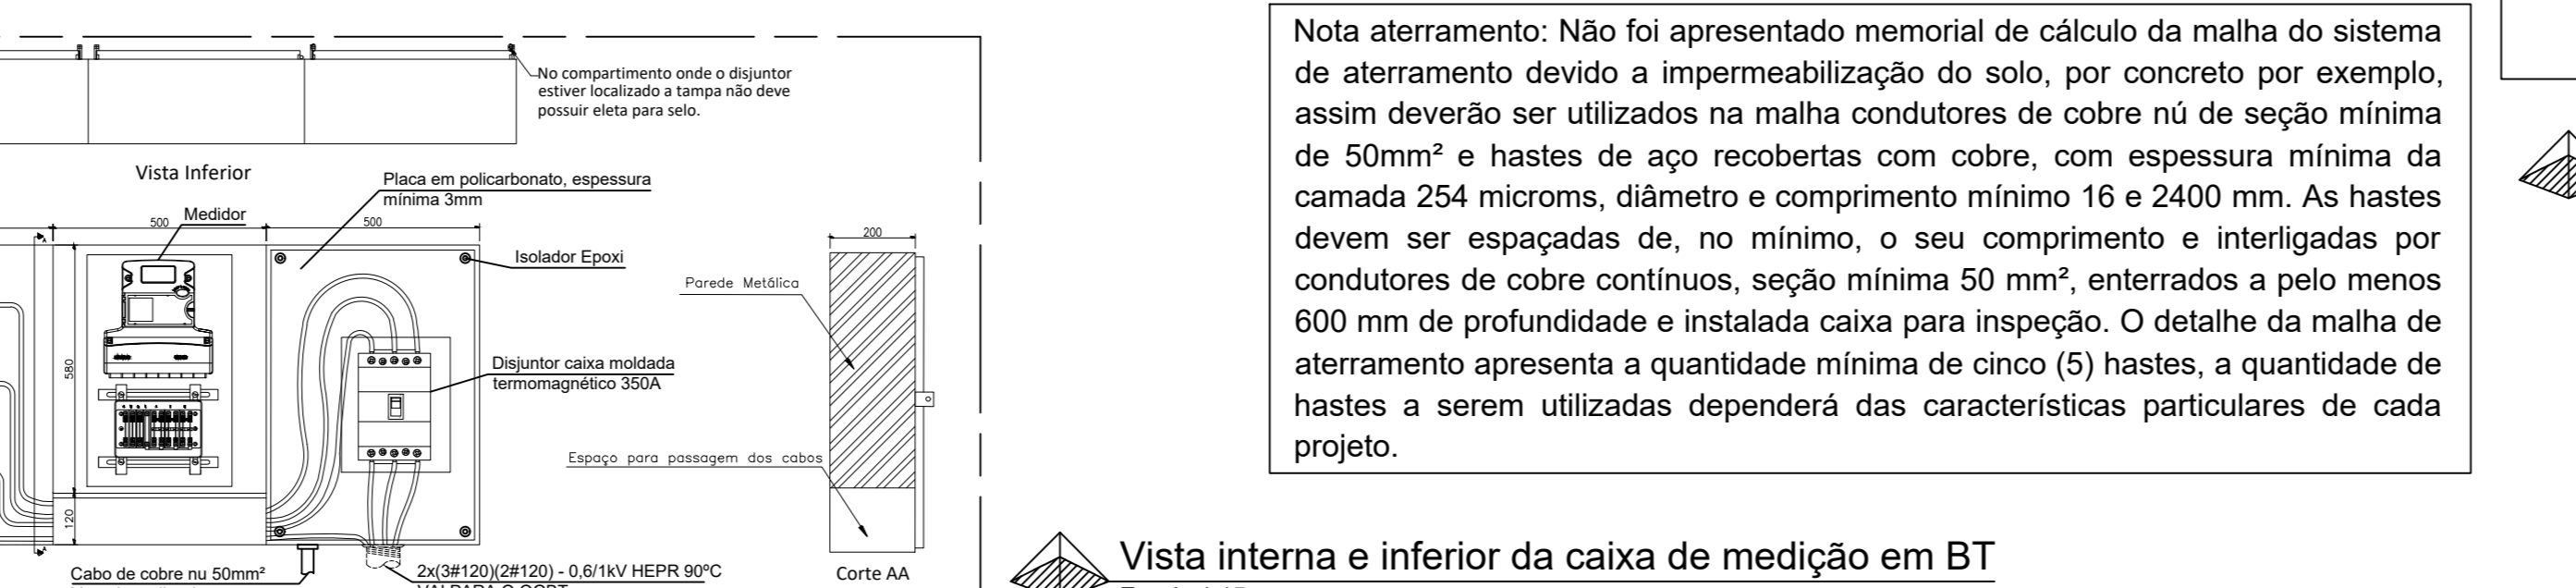 No compartimento onde o disjuntor
estiver localizado a tampa não deve
possuir eleta para selo.
Vista Inferior
Placa em policarbonato, espessura
mínima 3mm
500
Medidor
500
A
Isolador Epoxi
580
Disjuntor caixa moldada
termomagnético 350A
120
A
Cabo de cobre nu 50mm²
2x(3#120)(2#120) - 0,6/1kV HEPR 90ºC
200
Parede Metálica
Espaço para passagem dos cabos
Corte AA
Nota aterramento: Não foi apresentado memorial de cálculo da malha do sistema
de aterramento devido a impermeabilização do solo, por concreto por exemplo,
assim deverão ser utilizados na malha condutores de cobre nú de seção mínima
de 50mm² e hastes de aço recobertas com cobre, com espessura mínima da
camada 254 microms, diâmetro e comprimento mínimo 16 e 2400 mm. As hastes
devem ser espaçadas de, no mínimo, o seu comprimento e interligadas por
condutores de cobre contínuos, seção mínima 50 mm², enterrados a pelo menos
600 mm de profundidade e instalada caixa para inspeção. O detalhe da malha de
aterramento apresenta a quantidade mínima de cinco (5) hastes, a quantidade de
hastes a serem utilizadas dependerá das características particulares de cada
projeto.
Vista interna e inferior da caixa de medição em BT